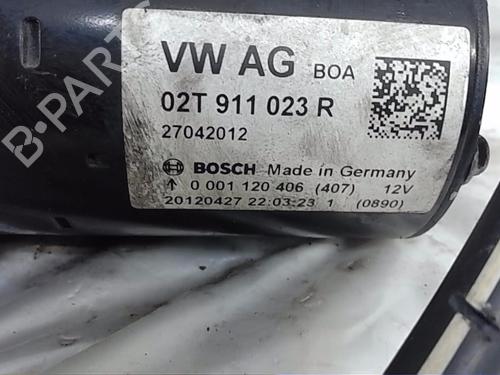 VW AG BOA
02T 911 023 R
27042012
BOSCH Made in Germany
↑ 0 001 120 406 (407) 12V
20120427 22:03:23 1 (0890)
B-PARTS